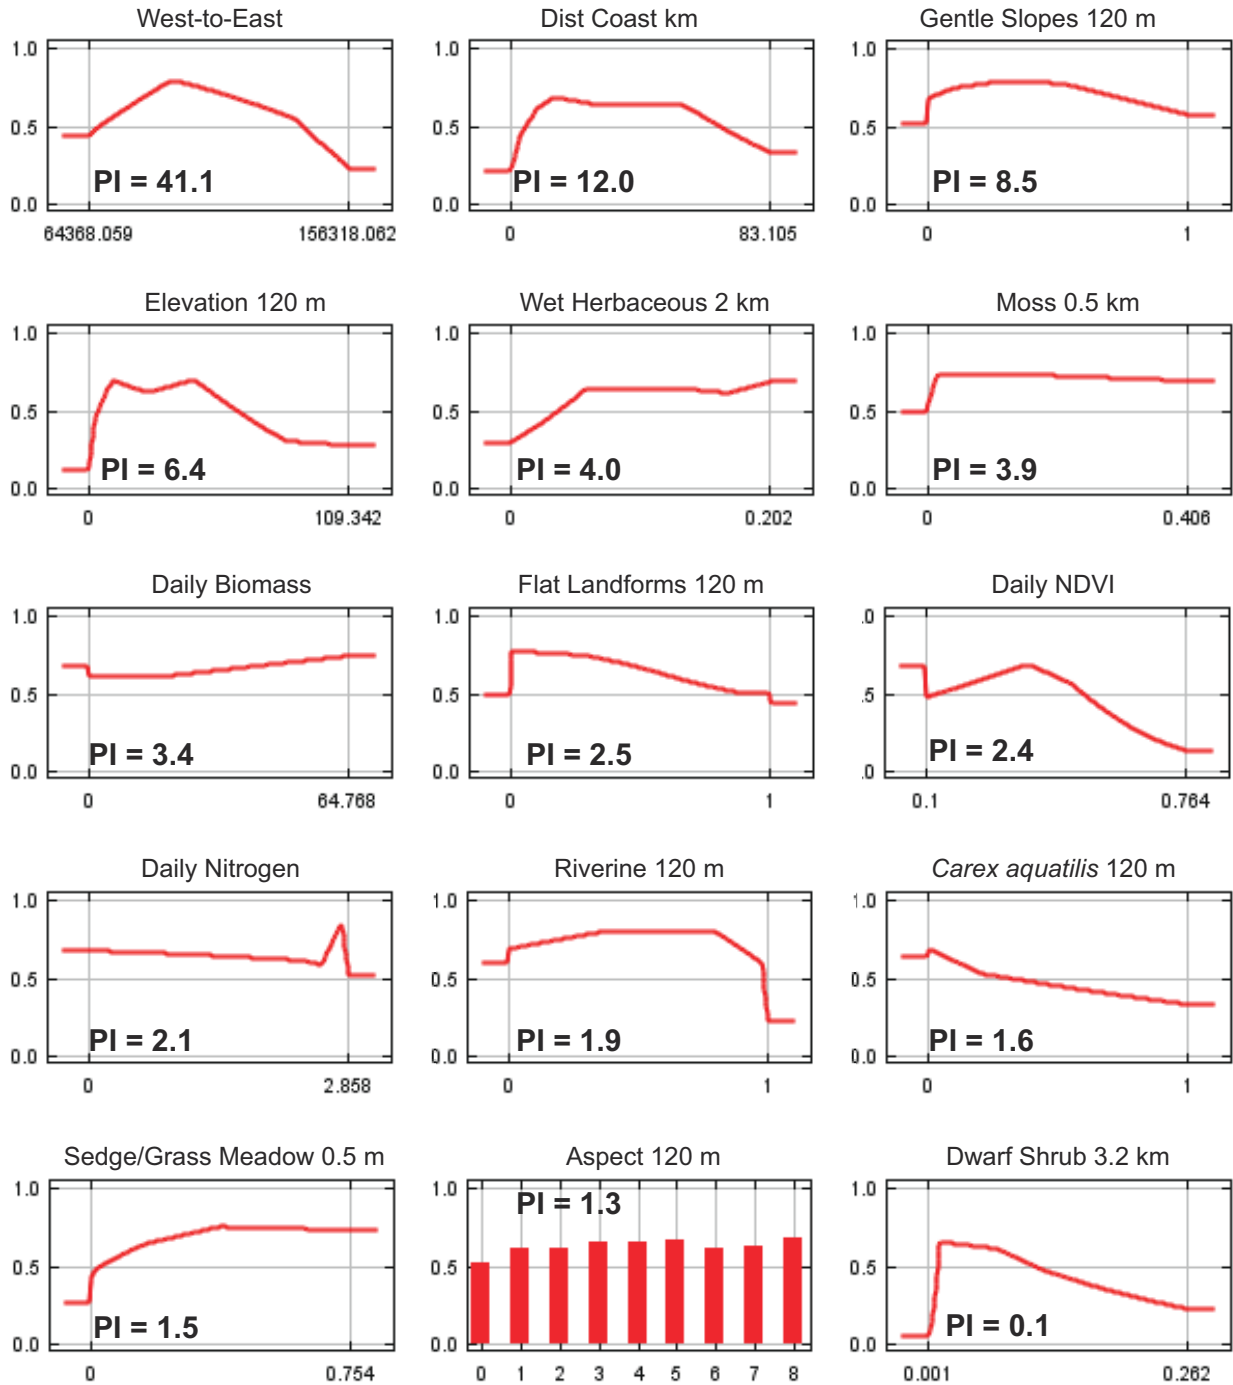 West-to-East
1.0
0.5
0.0
PI = 41.1
64368.059 156318.062
Dist Coast km
1.0
0.5
0.0
PI = 12.0
0 83.105
Gentle Slopes 120 m
1.0
0.5
0.0
PI = 8.5
0 1
Elevation 120 m
1.0
0.5
0.0
PI = 6.4
0 109.342
Wet Herbaceous 2 km
1.0
0.5
0.0
PI = 4.0
0 0.202
Moss 0.5 km
1.0
0.5
0.0
PI = 3.9
0 0.406
Daily Biomass
1.0
0.5
0.0
PI = 3.4
0 64.768
Flat Landforms 120 m
1.0
0.5
0.0
PI = 2.5
0 1
Daily NDVI
.0
.5
.0
PI = 2.4
0.1 0.764
Daily Nitrogen
1.0
0.5
0.0
PI = 2.1
0 2.858
Riverine 120 m
1.0
0.5
0.0
PI = 1.9
0 1
Carex aquatilis 120 m
1.0
0.5
0.0
PI = 1.6
0 1
Sedge/Grass Meadow 0.5 m
1.0
0.5
0.0
PI = 1.5
0 0.754
Aspect 120 m
1.0
PI = 1.3
0.5
0.0
0 1 2 3 4 5 6 7 8
Dwarf Shrub 3.2 km
1.0
0.5
0.0
PI = 0.1
0.001 0.262